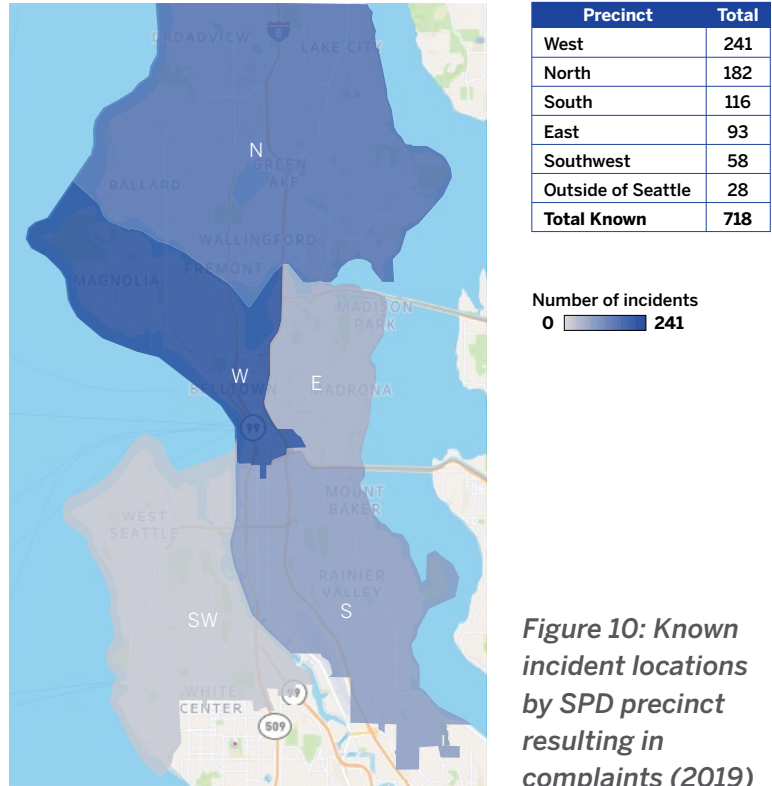 BROADVIEW
5
LAKE CITY
N
GREEN
LAKE
BALLARD
WALLINGFORD
FREMONT
MAGNOLIA
MADISON
PARK
W
E
BELLTOWN
MADRONA
99
MOUNT
BAKER
WEST
SEATTLE
RAINIER
VALLEY
S
SW
WHITE
CENTER
99
509
Precinct Total
West 241
North 182
South 116
East 93
Southwest 58
Outside of Seattle 28
Total Known 718
Number of incidents
0 241
Figure 10: Known
incident locations
by SPD precinct
resulting in
complaints (2019)